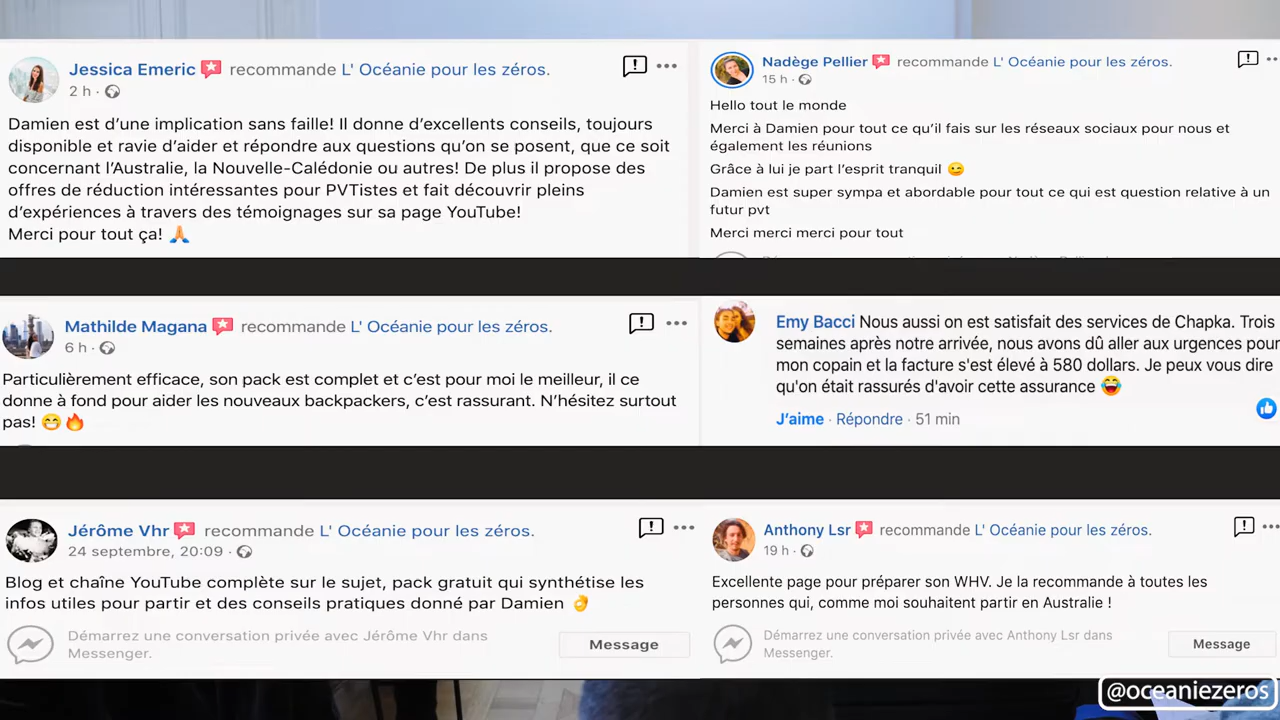 Jessica Emeric recommande L' Océanie pour les zéros.
2 h ·
Damien est d’une implication sans faille! Il donne d’excellents conseils, toujours
disponible et ravie d’aider et répondre aux questions qu’on se posent, que ce soit
concernant l’Australie, la Nouvelle-Calédonie ou autres! De plus il propose des
offres de réduction intéressantes pour PVTistes et fait découvrir pleins
d’expériences à travers des témoignages sur sa page YouTube!
Merci pour tout ça! 🙏
Nadège Pellier recommande L' Océanie pour les zéros.
15 h ·
Hello tout le monde
Merci à Damien pour tout ce qu’il fais sur les réseaux sociaux pour nous et
également les réunions
Grâce à lui je part l’esprit tranquil 😉
Damien est super sympa et abordable pour tout ce qui est question relative à un
futur pvt
Merci merci merci pour tout
Mathilde Magana recommande L' Océanie pour les zéros.
6 h ·
Particulièrement efficace, son pack est complet et c’est pour moi le meilleur, il ce
donne à fond pour aider les nouveaux backpackers, c’est rassurant. N’hésitez surtout
pas! 😁🔥
Emy Bacci Nous aussi on est satisfait des services de Chapka. Trois
semaines après notre arrivée, nous avons dû aller aux urgences pour
mon copain et la facture s'est élevé à 580 dollars. Je peux vous dire
qu'on était rassurés d'avoir cette assurance 😂
J’aime · Répondre · 51 min
Jérôme Vhr recommande L' Océanie pour les zéros.
24 septembre, 20:09 ·
Blog et chaîne YouTube complète sur le sujet, pack gratuit qui synthétise les
infos utiles pour partir et des conseils pratiques donné par Damien 👌
Démarrez une conversation privée avec Jérôme Vhr dans
Messenger.
Message
Anthony Lsr recommande L' Océanie pour les zéros.
19 h ·
Excellente page pour préparer son WHV. Je la recommande à toutes les
personnes qui, comme moi souhaitent partir en Australie !
Démarrez une conversation privée avec Anthony Lsr dans
Messenger.
Message
@oceaniezeros